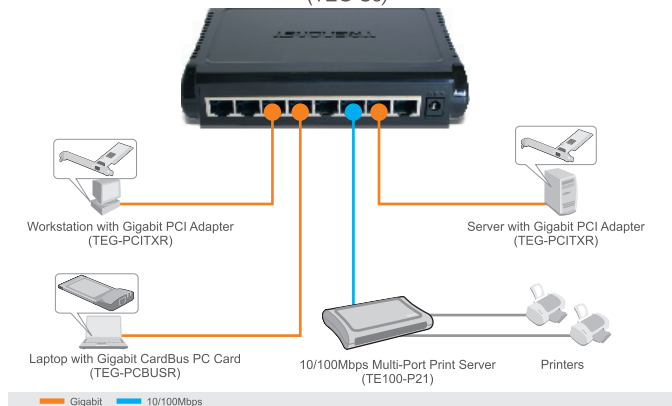 Workstation with Gigabit PCI Adapter
(TEG-PCITXR)
Server with Gigabit PCI Adapter
(TEG-PCITXR)
Laptop with Gigabit CardBus PC Card
(TEG-PCBUSR)
10/100Mbps Multi-Port Print Server
(TE100-P21)
Printers
Gigabit
10/100Mbps